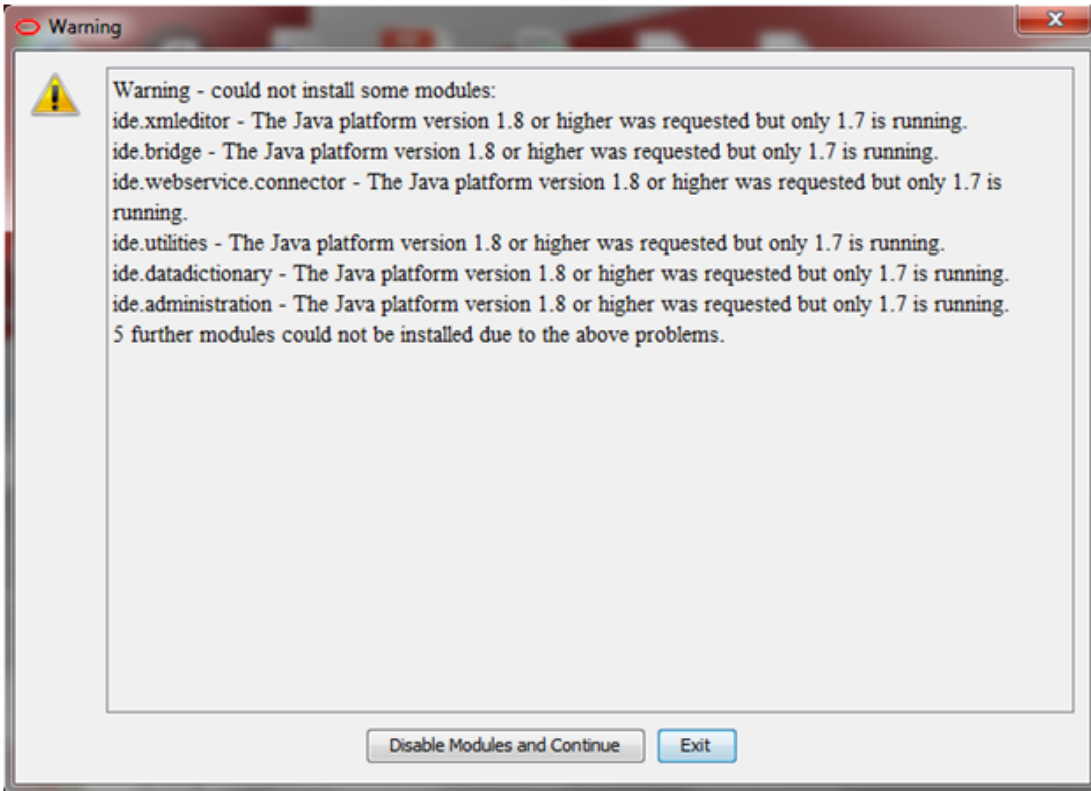 Warning
Warning - could not install some modules:
ide.xmleditor - The Java platform version 1.8 or higher was requested but only 1.7 is running.
ide.bridge - The Java platform version 1.8 or higher was requested but only 1.7 is running.
ide.webservice.connector - The Java platform version 1.8 or higher was requested but only 1.7 is
running.
ide.utilities - The Java platform version 1.8 or higher was requested but only 1.7 is running.
ide.datadictionary - The Java platform version 1.8 or higher was requested but only 1.7 is running.
ide.administration - The Java platform version 1.8 or higher was requested but only 1.7 is running.
5 further modules could not be installed due to the above problems.
Disable Modules and Continue
Exit